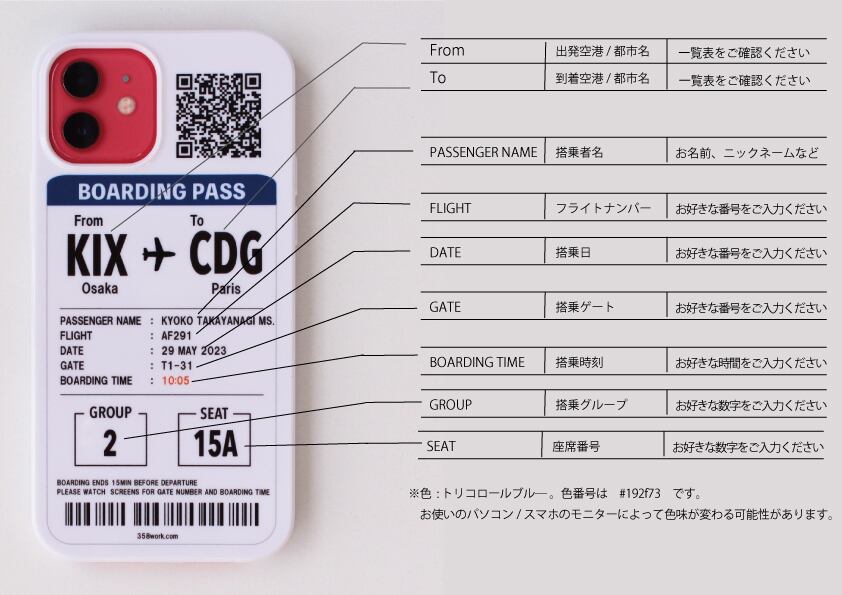 BOARDING PASS
From To
KIX CDG
Osaka Paris
PASSENGER NAME : KYOKO TAKAYANAGI MS.
FLIGHT : AF291
DATE : 29 MAY 2023
GATE : T1-31
BOARDING TIME : 10:05
GROUP SEAT
2 15A
BOARDING ENDS 15MIN BEFORE DEPARTURE
PLEASE WATCH SCREENS FOR GATE NUMBER AND BOARDING TIME
358work.com
From 出発空港 / 都市名 一覧表をご確認ください
To 到着空港 / 都市名 一覧表をご確認ください
PASSENGER NAME 搭乗者名 お名前、ニックネームなど
FLIGHT フライトナンバー お好きな番号をご入力ください
DATE 搭乗日 お好きな番号をご入力ください
GATE 搭乗ゲート お好きな番号をご入力ください
BOARDING TIME 搭乗時刻 お好きな時間をご入力ください
GROUP 搭乗グループ お好きな数字をご入力ください
SEAT 座席番号 お好きな数字をご入力ください
※色 : トリコロールブルー。色番号は #192f73 です。
お使いのパソコン / スマホのモニターによって色味が変わる可能性があります。